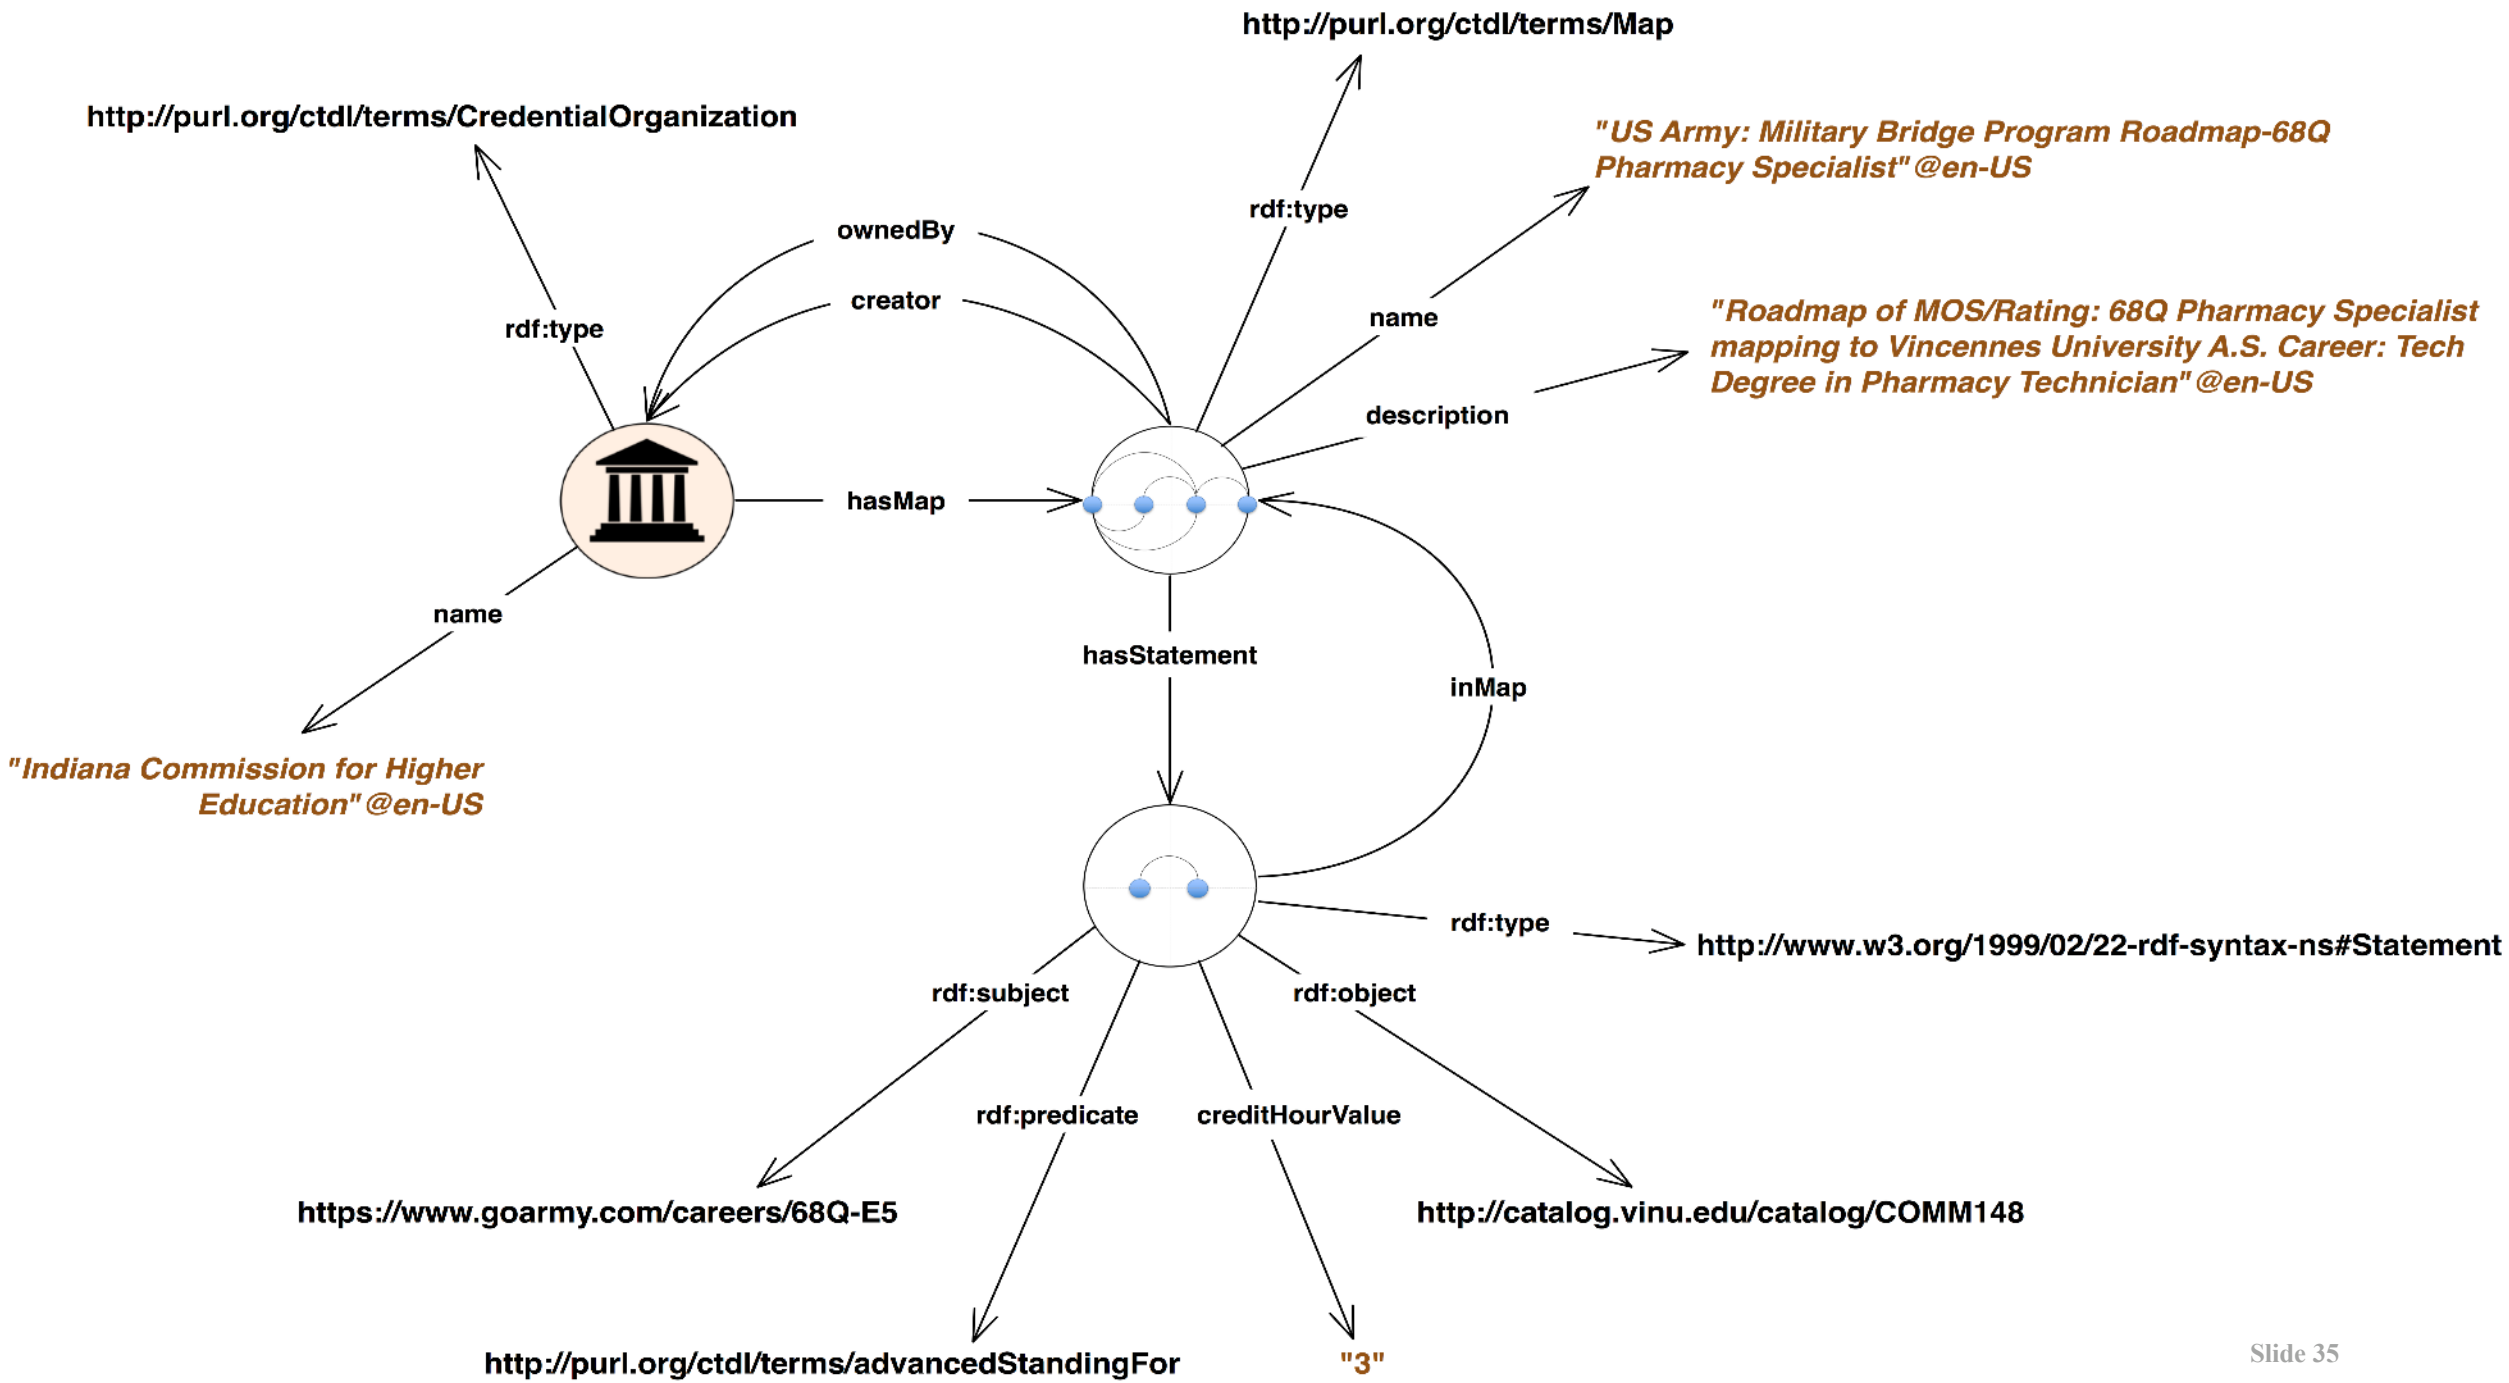 http://purl.org/ctdl/terms/Map
http://purl.org/ctdl/terms/CredentialOrganization
"US Army: Military Bridge Program Roadmap-68Q
Pharmacy Specialist"@en-US
rdf:type
ownedBy
creator
rdf:type
name
"Roadmap of MOS/Rating: 68Q Pharmacy Specialist
mapping to Vincennes University A.S. Career: Tech
Degree in Pharmacy Technician"@en-US
description
hasMap
name
hasStatement
inMap
"Indiana Commission for Higher
Education"@en-US
rdf:type
http://www.w3.org/1999/02/22-rdf-syntax-ns#Statement
rdf:subject
rdf:object
rdf:predicate
creditHourValue
https://www.goarmy.com/careers/68Q-E5
http://catalog.vinu.edu/catalog/COMM148
http://purl.org/ctdl/terms/advancedStandingFor
"3"
Slide 35